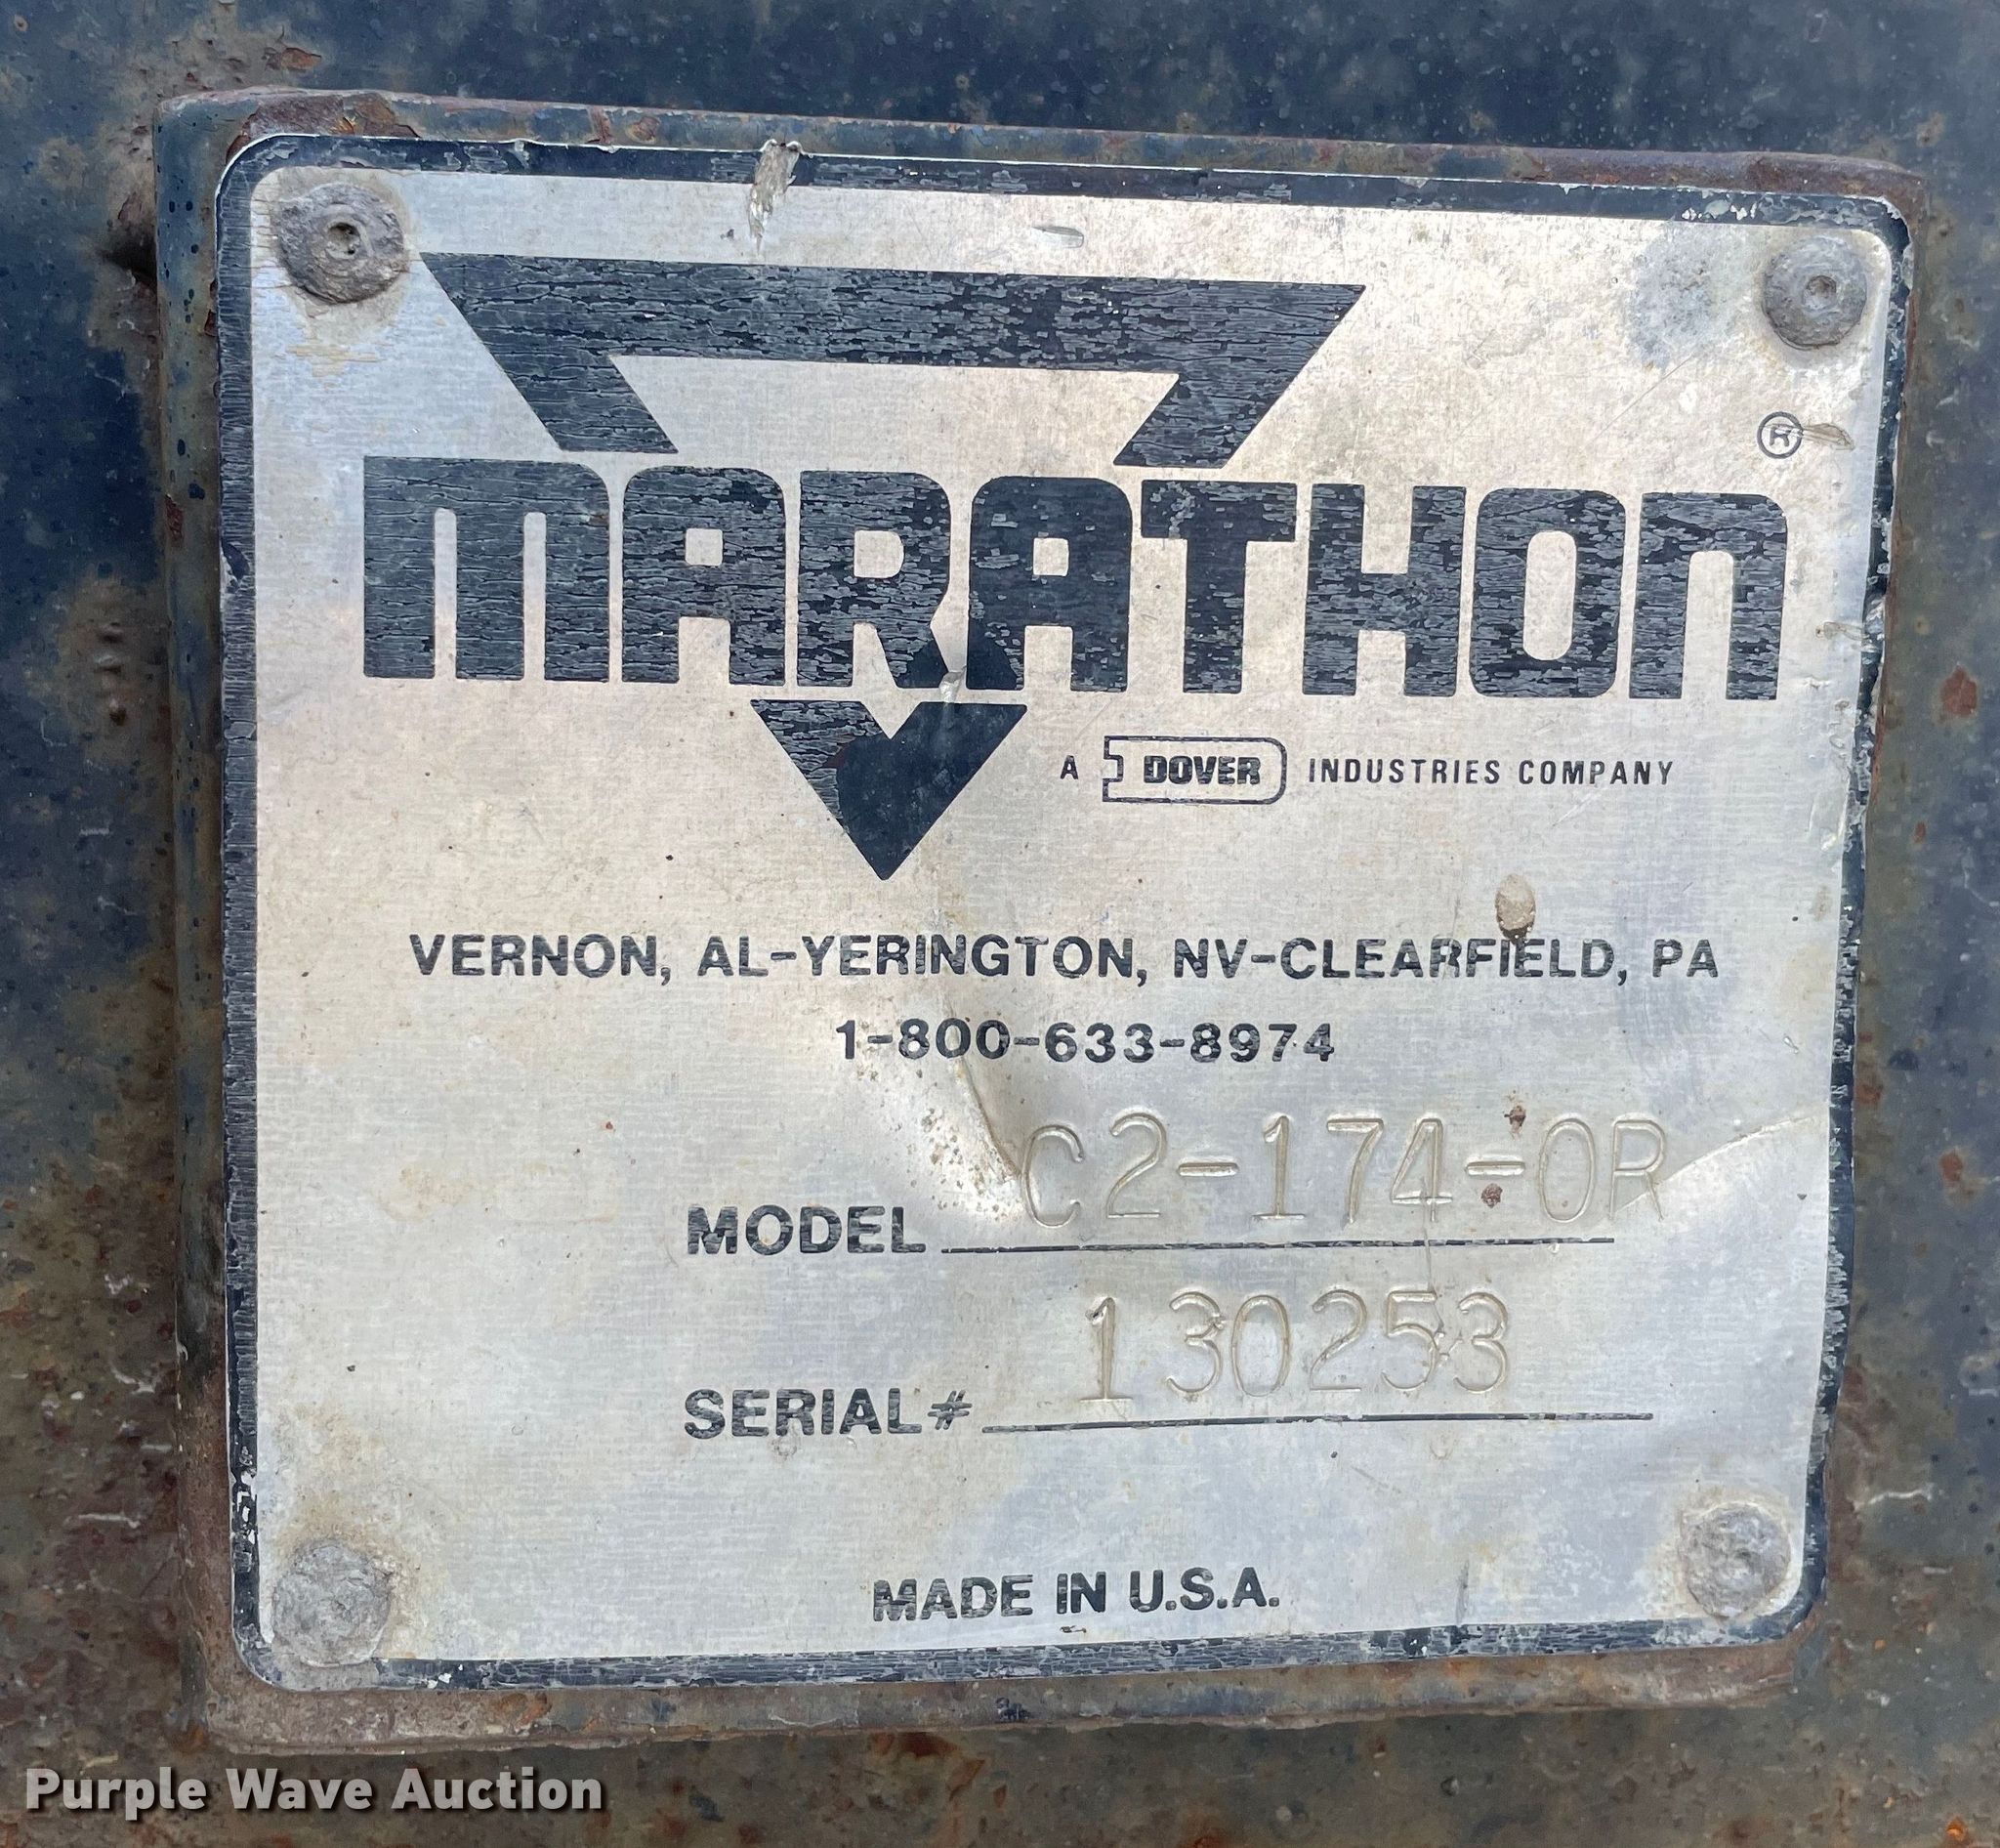 MARATHON ®
A DOVER INDUSTRIES COMPANY
VERNON, AL-YERINGTON, NV-CLEARFIELD, PA
1-800-633-8974
MODEL C2-174-0R
SERIAL# 130253
MADE IN U.S.A.
Purple Wave Auction